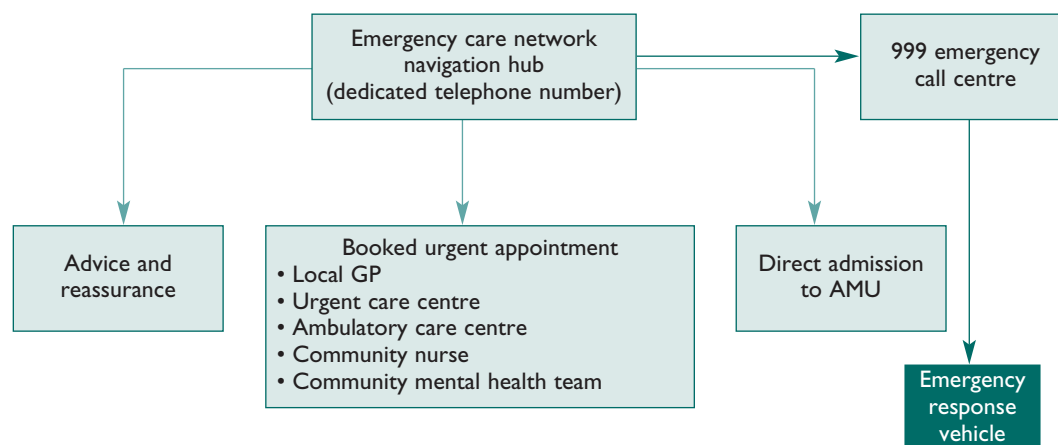 Emergency care network
navigation hub
(dedicated telephone number)
999 emergency
call centre
Advice and
reassurance
Booked urgent appointment
• Local GP
• Urgent care centre
• Ambulatory care centre
• Community nurse
• Community mental health team
Direct admission
to AMU
Emergency
response
vehicle